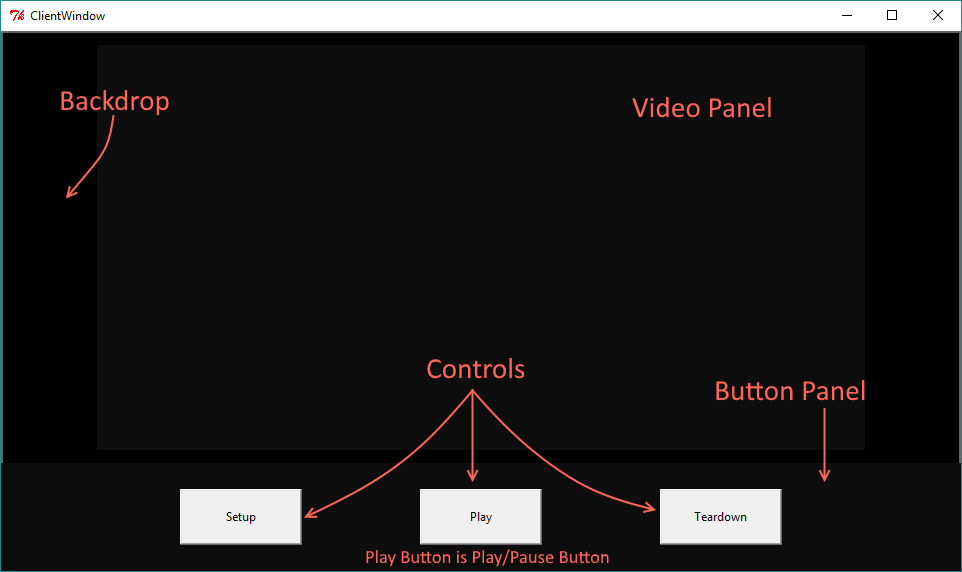 ClientWindow
Backdrop
Video Panel
Controls
Button Panel
Setup
Play
Teardown
Play Button is Play/Pause Button